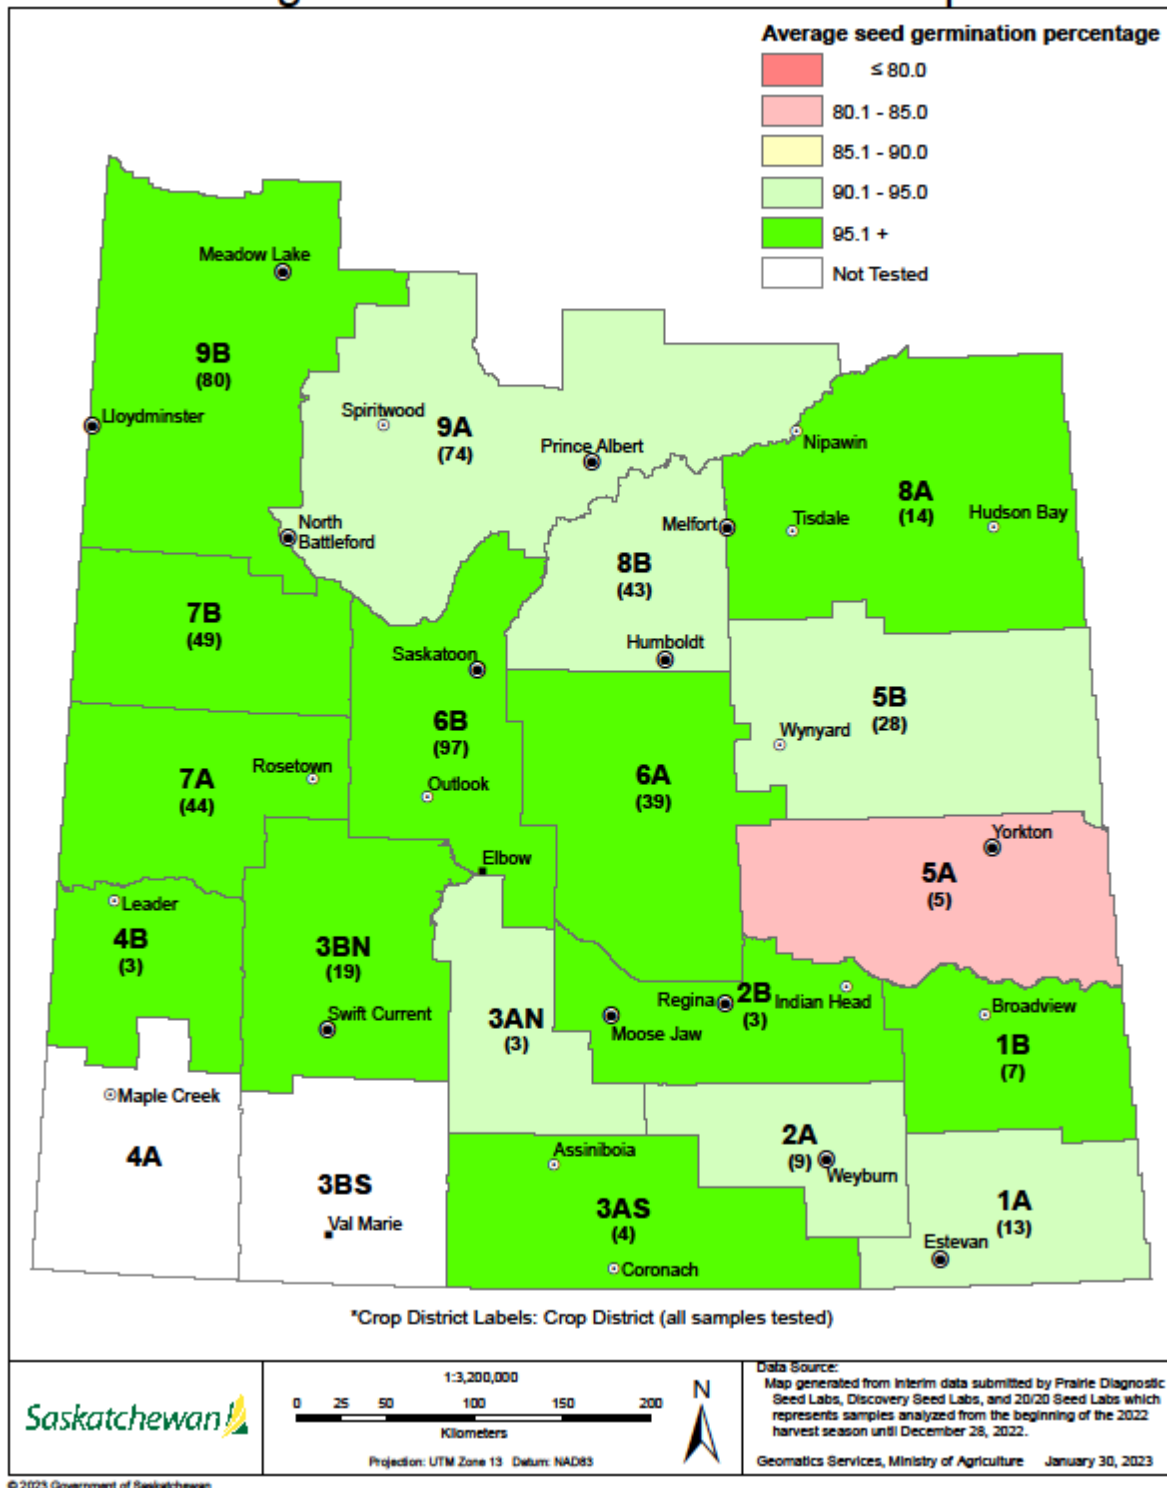 Average seed germination percentage
≤ 80.0
80.1 - 85.0
85.1 - 90.0
90.1 - 95.0
95.1 +
Not Tested
Meadow Lake
9B
(80)
Lloydminster
Spiritwood
9A
(74)
Prince Albert
Nipawin
8A
(14)
Hudson Bay
Tisdale
Melfort
North
Battleford
8B
(43)
7B
(49)
Humboldt
Saskatoon
5B
(28)
6B
(97)
Wynyard
Rosetown
7A
(44)
Outlook
6A
(39)
Yorkton
Elbow
5A
(5)
Leader
4B
(3)
3BN
(19)
Swift Current
3AN
(3)
Regina
Moose Jaw
2B
(3)
Indian Head
Broadview
1B
(7)
Maple Creek
4A
3BS
Val Marie
Assiniboia
2A
(9)
Weyburn
3AS
(4)
1A
(13)
Estevan
Coronach
*Crop District Labels: Crop District (all samples tested)
Saskatchewan
1:3,200,000
0 25 50 100 150 200
Kilometers
Projection: UTM Zone 13 Datum: NAD83
N
Data Source:
Map generated from interim data submitted by Prairie Diagnostic
Seed Labs, Discovery Seed Labs, and 20/20 Seed Labs which
represents samples analyzed from the beginning of the 2022
harvest season until December 28, 2022.
Geomatics Services, Ministry of Agriculture January 30, 2023
© 2023 Government of Saskatchewan